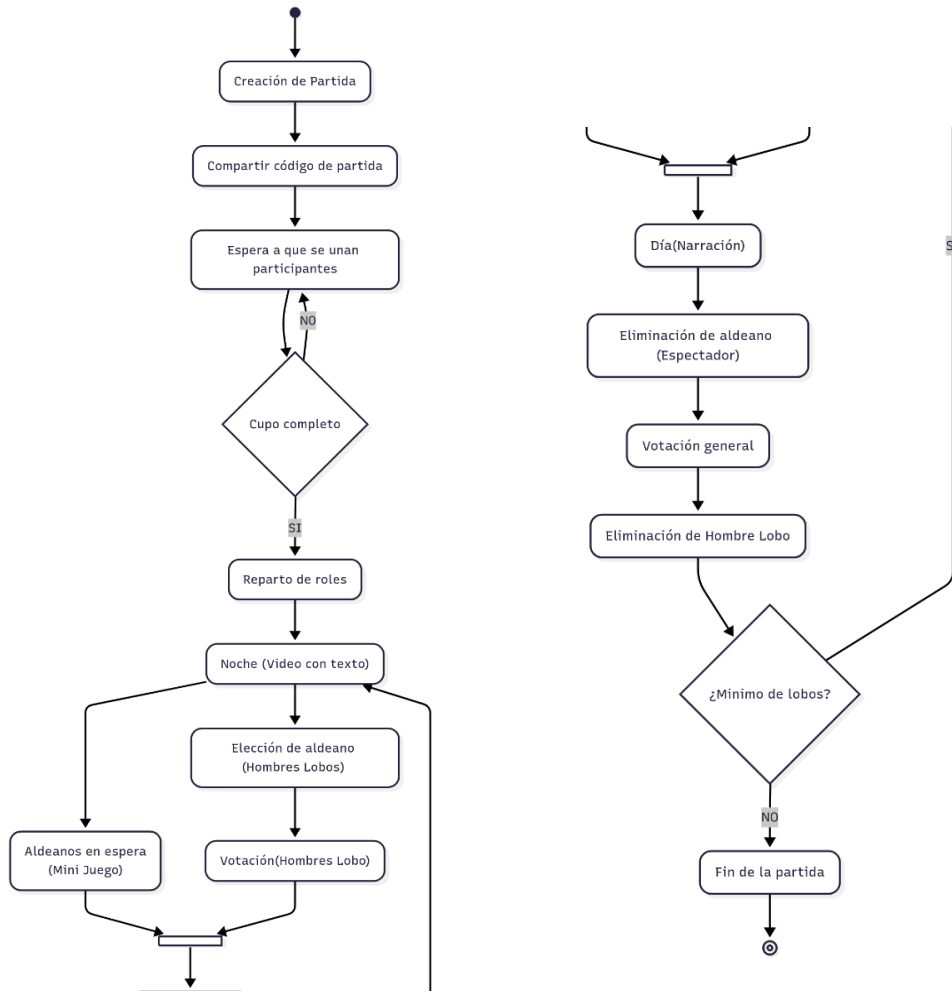 Creación de Partida
Compartir código de partida
Espera a que se unan
participantes
NO
Cupo completo
SI
Reparto de roles
Noche (Video con texto)
Elección de aldeano
(Hombres Lobos)
Aldeanos en espera
(Mini Juego)
Votación(Hombres Lobo)
Día(Narración)
Eliminación de aldeano
(Espectador)
Votación general
Eliminación de Hombre Lobo
¿Minimo de lobos?
NO
Fin de la partida